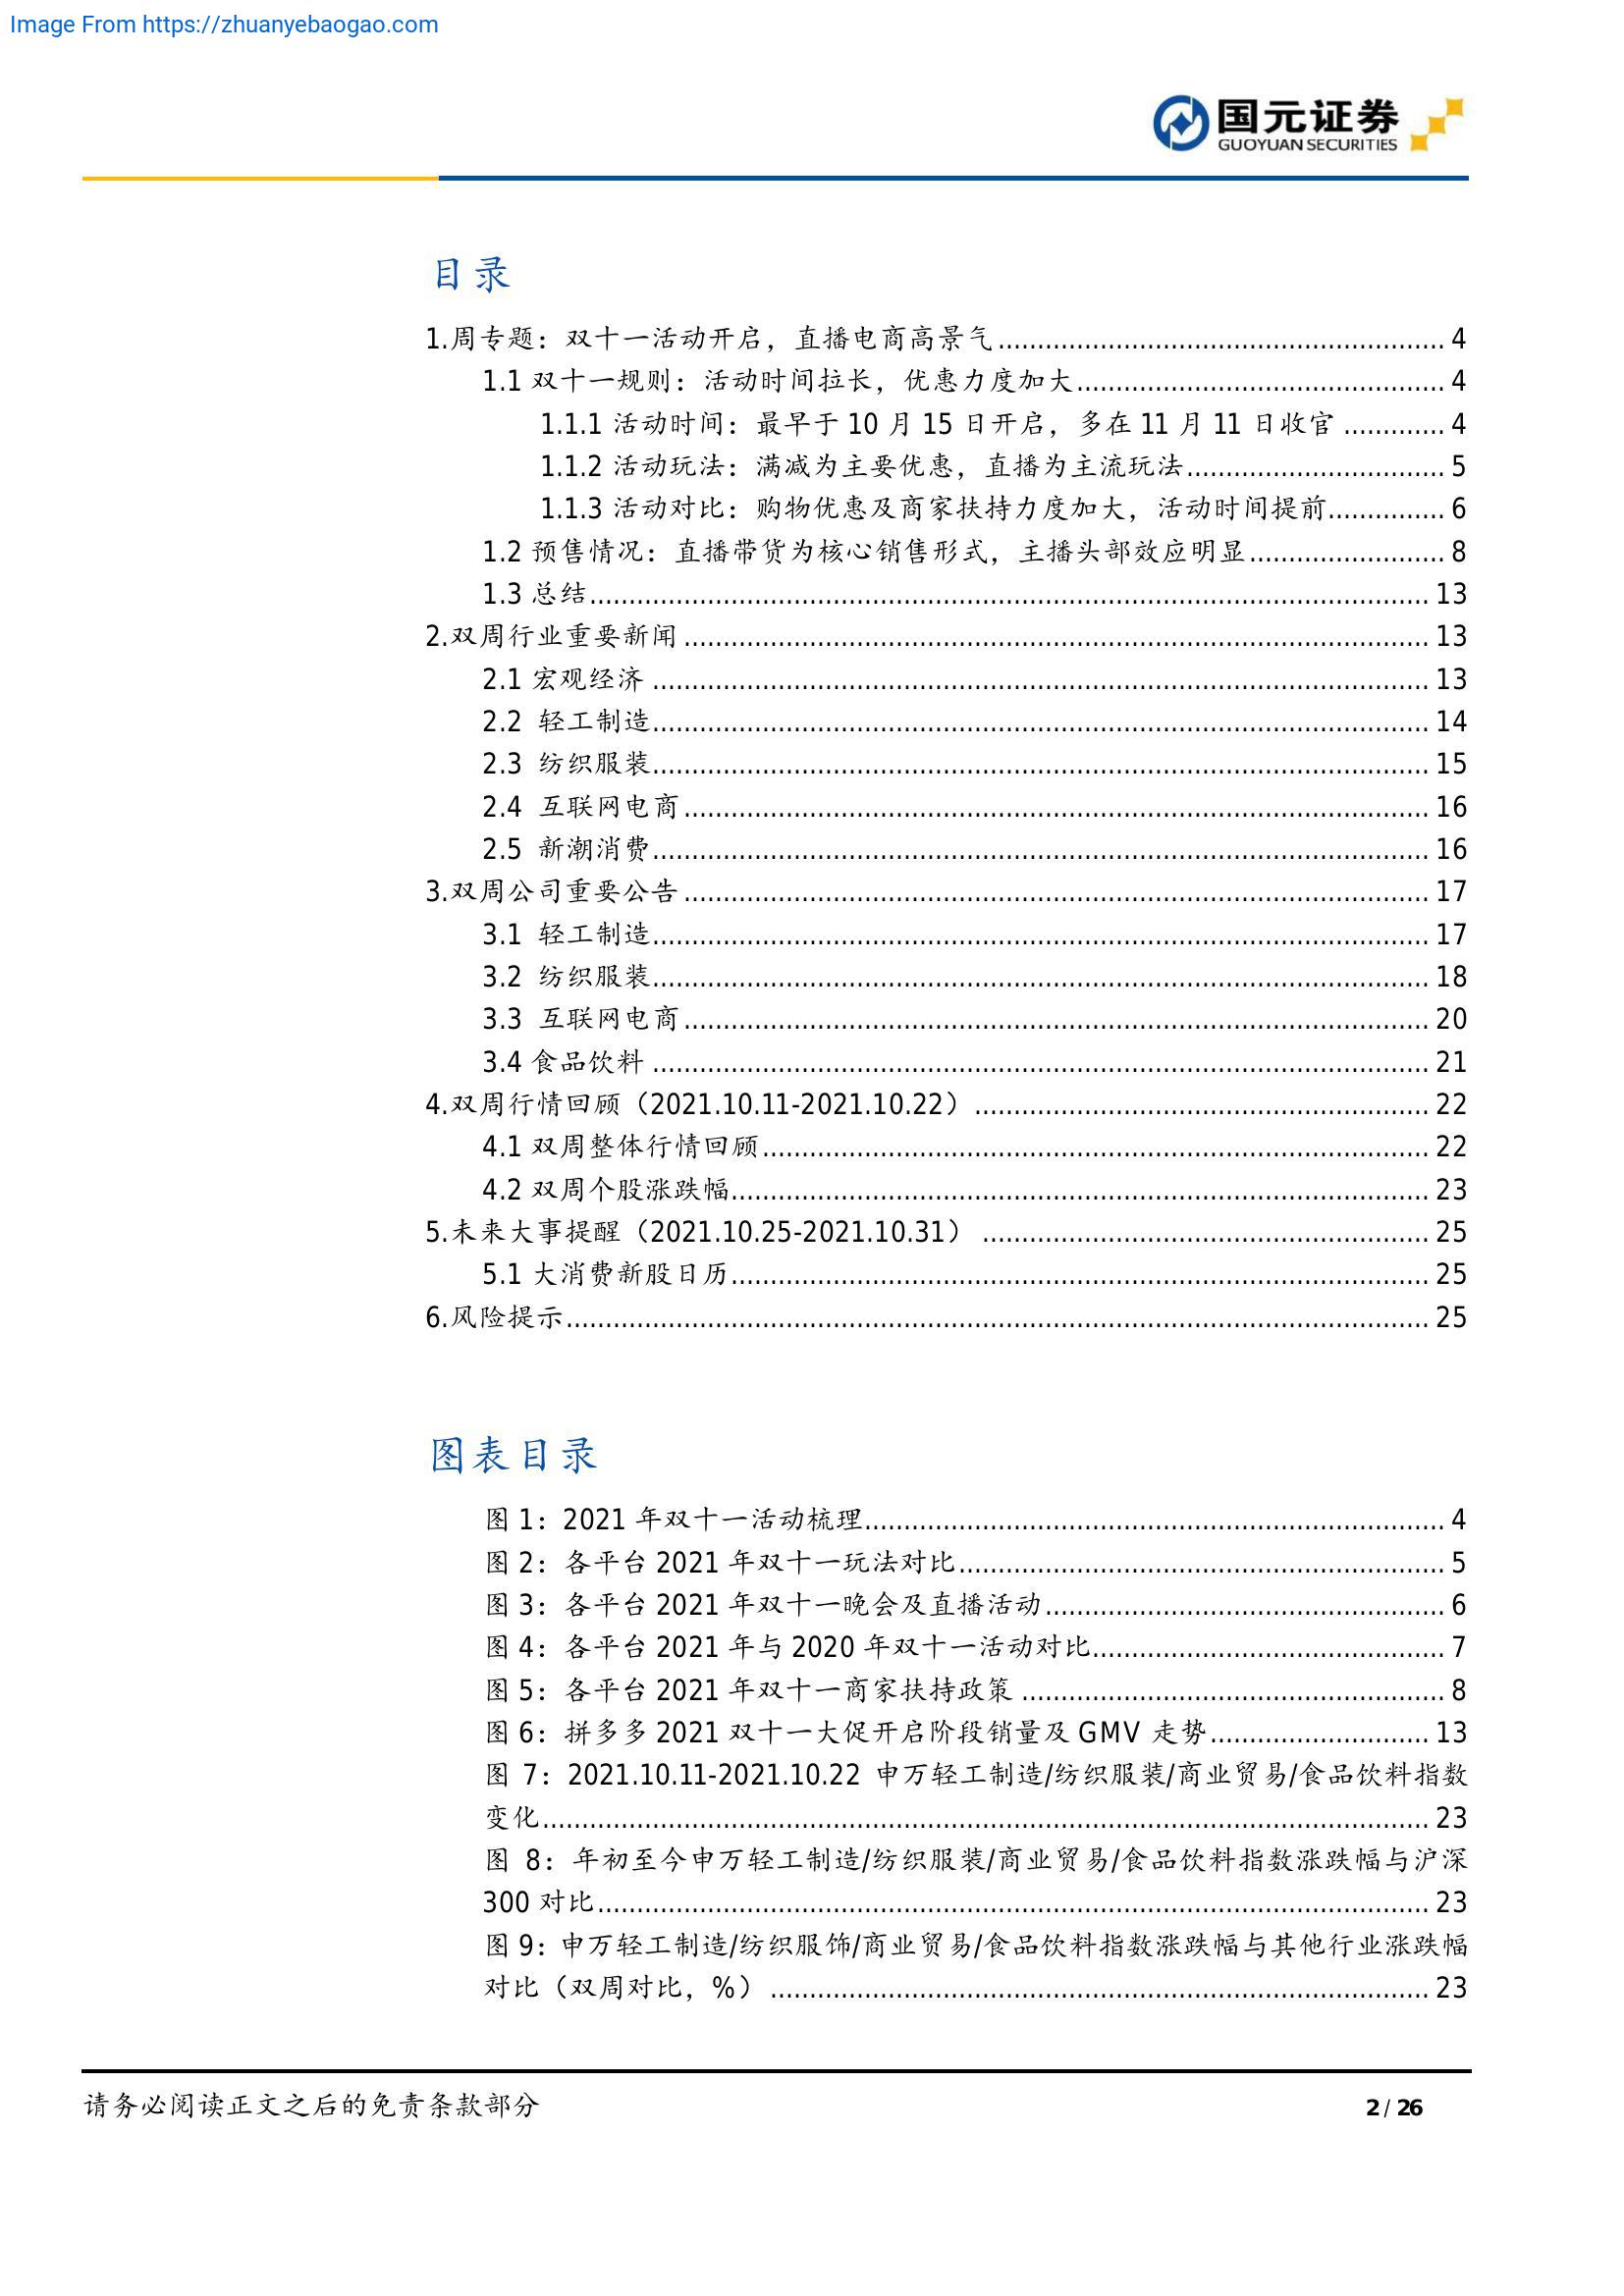 Image From https://zhuanyebaogao.com
国元证券
GUOYUAN SECURITIES
目录
1.周专题：双十一活动开启，直播电商高景气 4
1.1 双十一规则：活动时间拉长，优惠力度加大 4
1.1.1 活动时间：最早于 10 月 15 日开启，多在 11 月 11 日收官 4
1.1.2 活动玩法：满减为主要优惠，直播为主流玩法 5
1.1.3 活动对比：购物优惠及商家扶持力度加大，活动时间提前 6
1.2 预售情况：直播带货为核心销售形式，主播头部效应明显 8
1.3 总结 13
2.双周行业重要新闻 13
2.1 宏观经济 13
2.2 轻工制造 14
2.3 纺织服装 15
2.4 互联网电商 16
2.5 新潮消费 16
3.双周公司重要公告 17
3.1 轻工制造 17
3.2 纺织服装 18
3.3 互联网电商 20
3.4 食品饮料 21
4.双周行情回顾（2021.10.11-2021.10.22） 22
4.1 双周整体行情回顾 22
4.2 双周个股涨跌幅 23
5.未来大事提醒（2021.10.25-2021.10.31） 25
5.1 大消费新股日历 25
6.风险提示 25
图表目录
图 1：2021 年双十一活动梳理 4
图 2：各平台 2021 年双十一玩法对比 5
图 3：各平台 2021 年双十一晚会及直播活动 6
图 4：各平台 2021 年与 2020 年双十一活动对比 7
图 5：各平台 2021 年双十一商家扶持政策 8
图 6：拼多多 2021 双十一大促开启阶段销量及 GMV 走势 13
图 7：2021.10.11-2021.10.22 申万轻工制造/纺织服装/商业贸易/食品饮料指数
变化 23
图 8：年初至今申万轻工制造/纺织服装/商业贸易/食品饮料指数涨跌幅与沪深
300 对比 23
图 9：申万轻工制造/纺织服饰/商业贸易/食品饮料指数涨跌幅与其他行业涨跌幅
对比（双周对比，%） 23
请务必阅读正文之后的免责条款部分
2 / 26